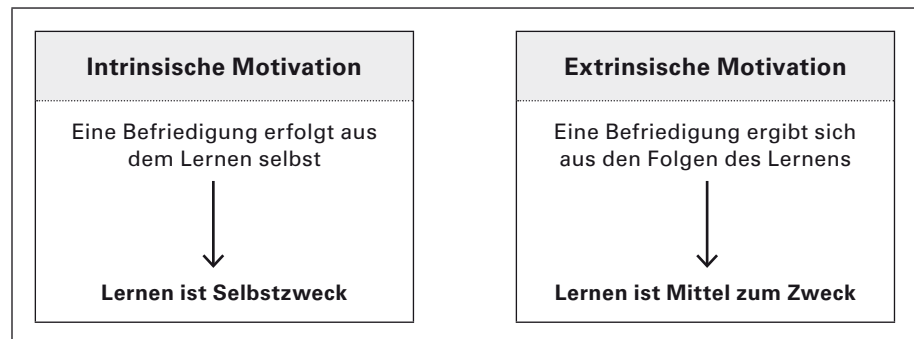 Intrinsische Motivation
Eine Befriedigung erfolgt aus
dem Lernen selbst
Lernen ist Selbstzweck
Extrinsische Motivation
Eine Befriedigung ergibt sich
aus den Folgen des Lernens
Lernen ist Mittel zum Zweck